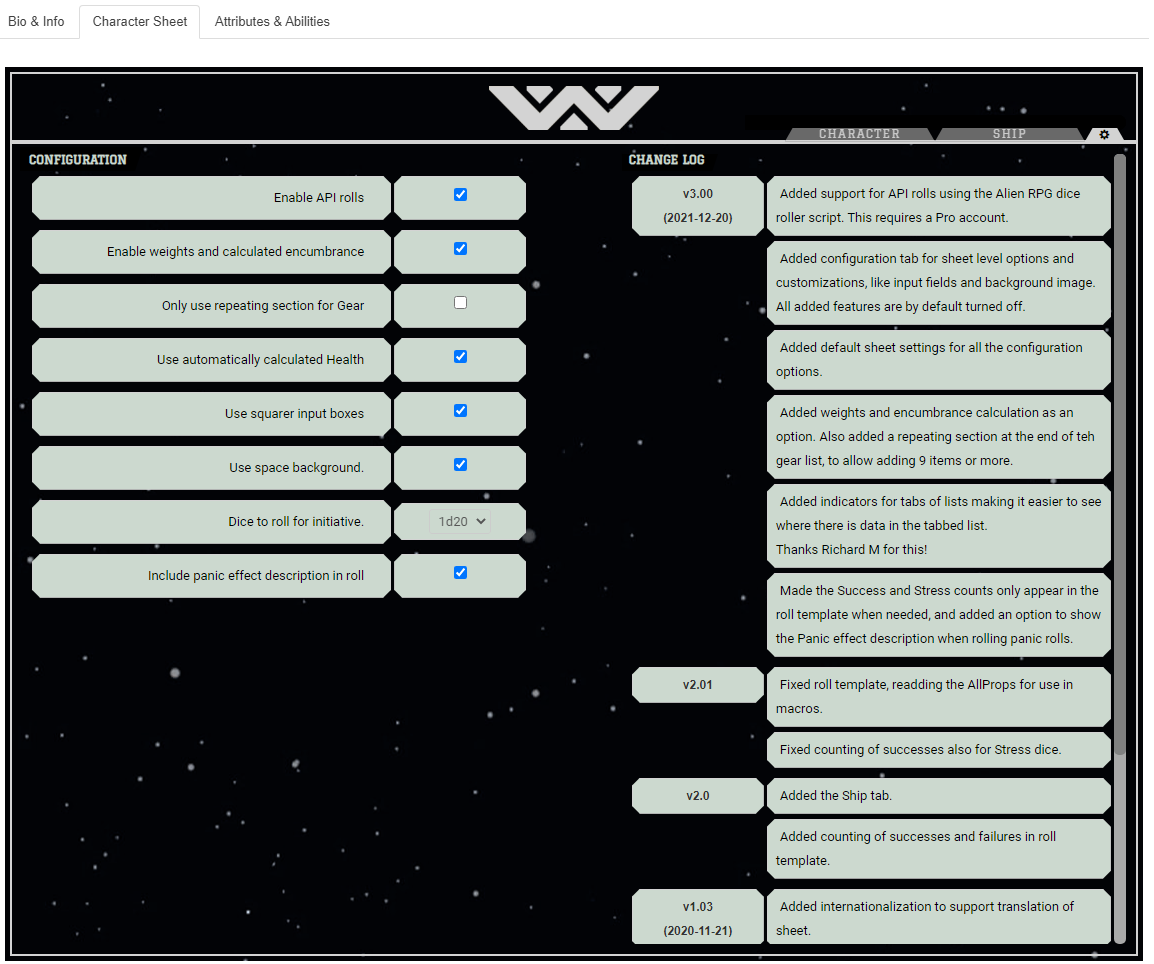 Bio & Info
Character Sheet
Attributes & Abilities
CHARACTER
SHIP
CONFIGURATION
Enable API rolls
Enable weights and calculated encumbrance
Only use repeating section for Gear
Use automatically calculated Health
Use squarer input boxes
Use space background.
Dice to roll for initiative.
1d20
Include panic effect description in roll
CHANGE LOG
v3.00
(2021-12-20)
Added support for API rolls using the Alien RPG dice
roller script. This requires a Pro account.
Added configuration tab for sheet level options and
customizations, like input fields and background image.
All added features are by default turned off.
Added default sheet settings for all the configuration
options.
Added weights and encumbrance calculation as an
option. Also added a repeating section at the end of teh
gear list, to allow adding 9 items or more.
Added indicators for tabs of lists making it easier to see
where there is data in the tabbed list.
Thanks Richard M for this!
Made the Success and Stress counts only appear in the
roll template when needed, and added an option to show
the Panic effect description when rolling panic rolls.
v2.01
Fixed roll template, readding the AllProps for use in
macros.
Fixed counting of successes also for Stress dice.
v2.0
Added the Ship tab.
Added counting of successes and failures in roll
template.
v1.03
(2020-11-21)
Added internationalization to support translation of
sheet.